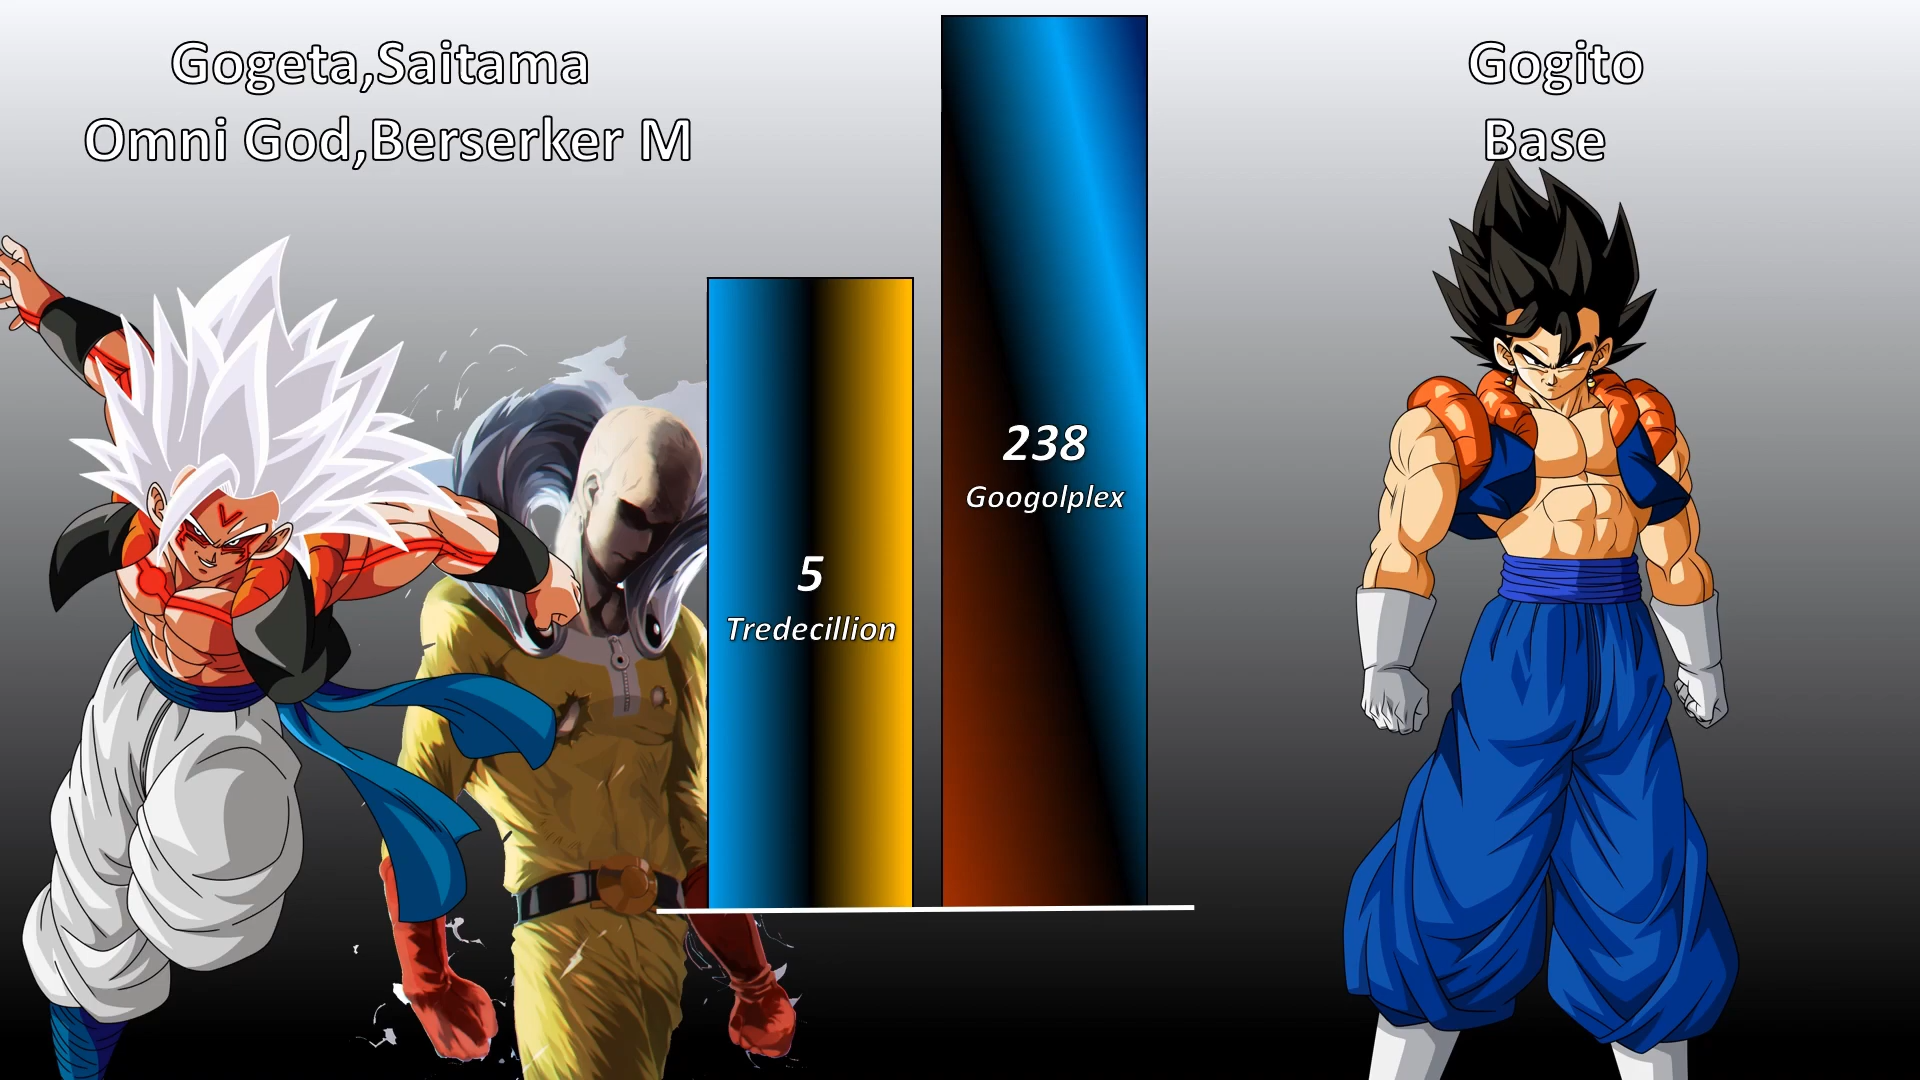 Gogeta,Saitama
Omni God,Berserker M
Gogito
Base
238
Googolplex
5
Tredecillion